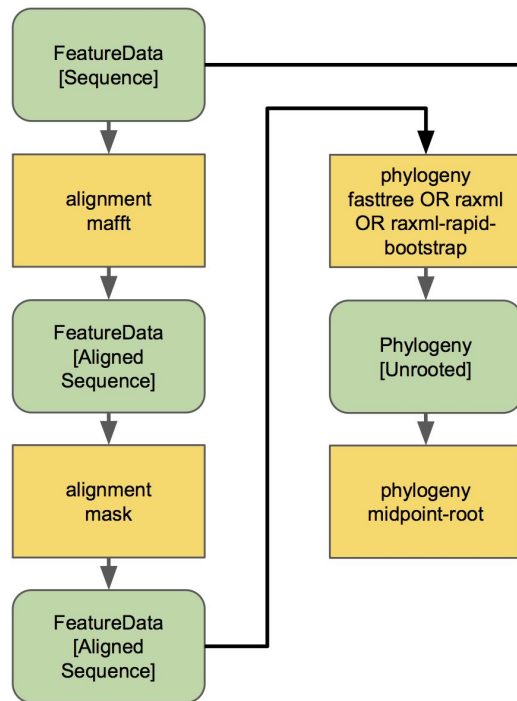 FeatureData
[Sequence]
alignment
mafft
FeatureData
[Aligned
Sequence]
alignment
mask
FeatureData
[Aligned
Sequence]
phylogeny
fasttree OR raxml
OR raxml-rapid-
bootstrap
Phylogeny
[Unrooted]
phylogeny
midpoint-root